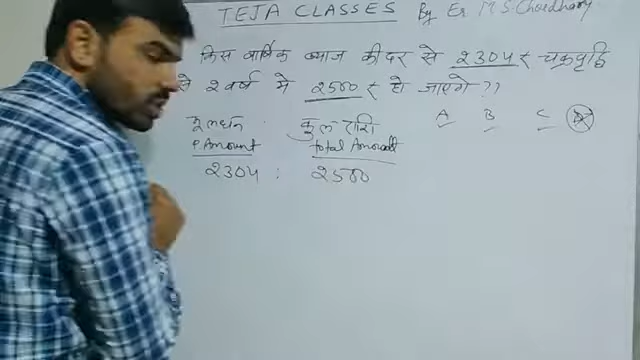 TEJA CLASSES By Er M S Choudhary
किस वार्षिक ब्याज की दर से 2304₹ चक्रवृद्धि
से 2 वर्ष मे 2500₹ हो जाएगे ??
A B C D
मूलधन कुल राशि
P Amount total Amount
2304 : 2500